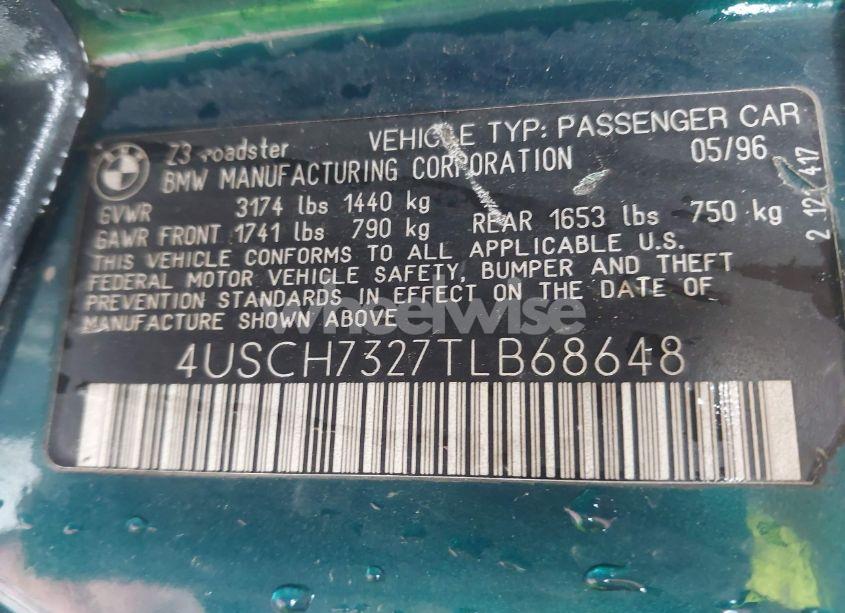 BMW
Z3 roadster
VEHICLE TYP: PASSENGER CAR
BMW MANUFACTURING CORPORATION
05/96
GVWR 3174 lbs 1440 kg
GAWR FRONT 1741 lbs 790 kg REAR 1653 lbs 750 kg
THIS VEHICLE CONFORMS TO ALL APPLICABLE U.S.
FEDERAL MOTOR VEHICLE SAFETY, BUMPER AND THEFT
PREVENTION STANDARDS IN EFFECT ON THE DATE OF
MANUFACTURE SHOWN ABOVE
4USCH7327TLB68648
wheelwise